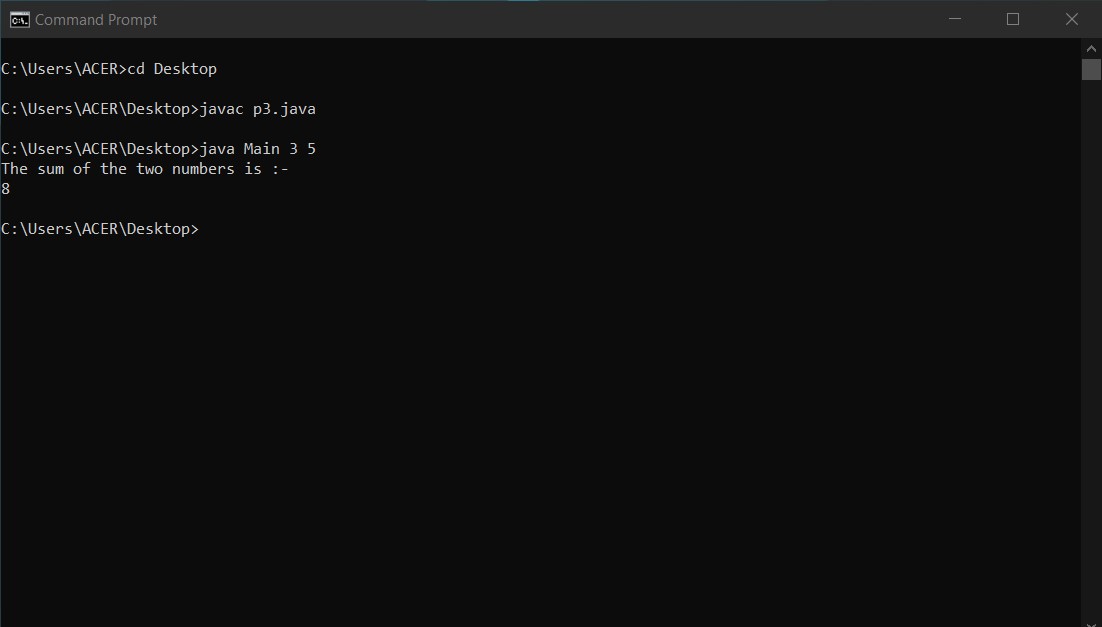 Command Prompt
C:\Users\ACER>cd Desktop
C:\Users\ACER\Desktop>javac p3.java
C:\Users\ACER\Desktop>java Main 3 5
The sum of the two numbers is :-
8
C:\Users\ACER\Desktop>